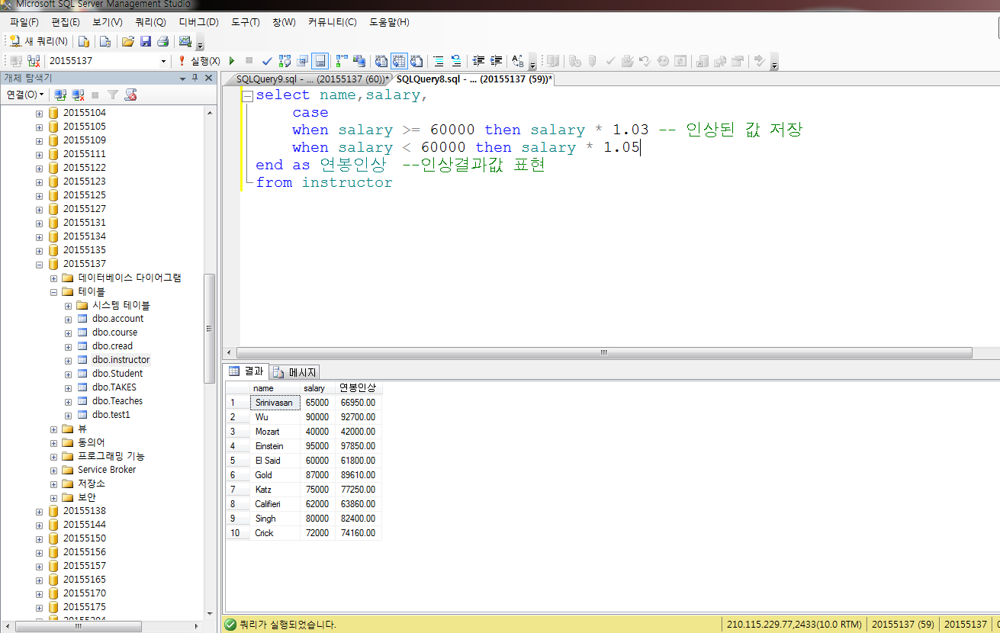 Microsoft SQL Server Management Studio
파일(F) 편집(E) 보기(V) 쿼리(Q) 디버그(D) 도구(T) 창(W) 커뮤니티(C) 도움말(H)
새 쿼리(N)
20155137 실행(X)
개체 탐색기
연결(O)
20155104
20155105
20155109
20155111
20155122
20155123
20155125
20155127
20155131
20155134
20155135
20155137
데이터베이스 다이어그램
테이블
시스템 테이블
dbo.account
dbo.course
dbo.cread
dbo.instructor
dbo.Student
dbo.TAKES
dbo.Teaches
dbo.test1
뷰
동의어
프로그래밍 기능
Service Broker
저장소
보안
20155138
20155144
20155150
20155156
20155157
20155165
20155170
20155175
SQLQuery9.sql - ... (20155137 (60))* SQLQuery8.sql - ... (20155137 (59))*
select name,salary,
case
when salary >= 60000 then salary * 1.03 -- 인상된 값 저장
when salary < 60000 then salary * 1.05
end as 연봉인상 --인상결과값 표현
from instructor
결과 메시지
name salary 연봉인상
1 Srinivasan 65000 66950.00
2 Wu 90000 92700.00
3 Mozart 40000 42000.00
4 Einstein 95000 97850.00
5 El Said 60000 61800.00
6 Gold 87000 89610.00
7 Katz 75000 77250.00
8 Califieri 62000 63860.00
9 Singh 80000 82400.00
10 Crick 72000 74160.00
쿼리가 실행되었습니다. 210.115.229.77,2433(10.0 RTM) 20155137 (59) 20155137